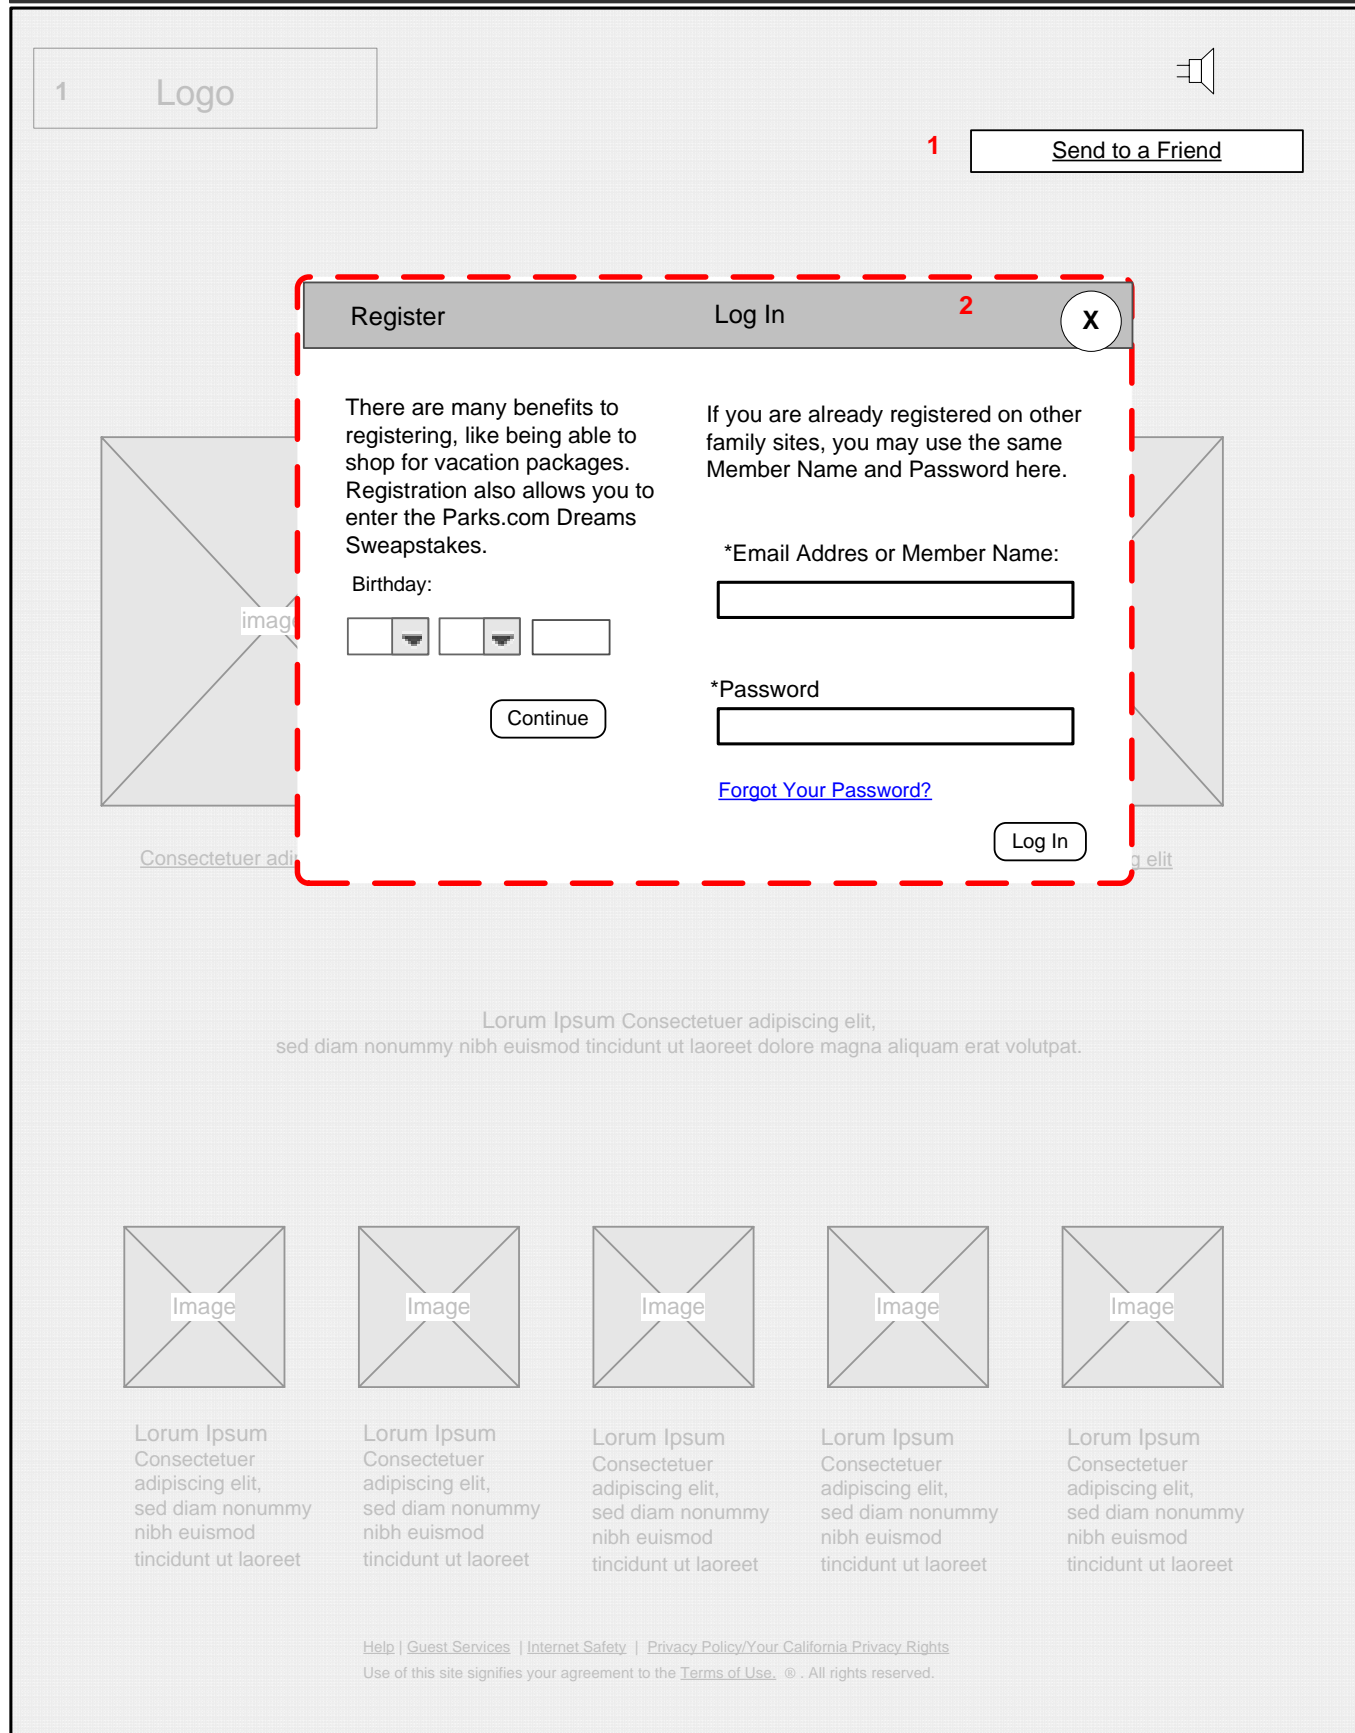 1 Logo
1 Send to a Friend
Register Log In 2 X
There are many benefits to
registering, like being able to
shop for vacation packages.
Registration also allows you to
enter the Parks.com Dreams
Sweapstakes.
Birthday:
Continue
If you are already registered on other
family sites, you may use the same
Member Name and Password here.
*Email Addres or Member Name:
*Password
Forgot Your Password?
Log In
image
Consectetuer adi
g elit
Lorum Ipsum Consectetuer adipiscing elit,
sed diam nonummy nibh euismod tincidunt ut laoreet dolore magna aliquam erat volutpat.
Image Image Image Image Image
Lorum Ipsum
Consectetuer
adipiscing elit,
sed diam nonummy
nibh euismod
tincidunt ut laoreet
Lorum Ipsum
Consectetuer
adipiscing elit,
sed diam nonummy
nibh euismod
tincidunt ut laoreet
Lorum Ipsum
Consectetuer
adipiscing elit,
sed diam nonummy
nibh euismod
tincidunt ut laoreet
Lorum Ipsum
Consectetuer
adipiscing elit,
sed diam nonummy
nibh euismod
tincidunt ut laoreet
Lorum Ipsum
Consectetuer
adipiscing elit,
sed diam nonummy
nibh euismod
tincidunt ut laoreet
Help | Guest Services | Internet Safety | Privacy Policy/Your California Privacy Rights
Use of this site signifies your agreement to the Terms of Use. ® . All rights reserved.